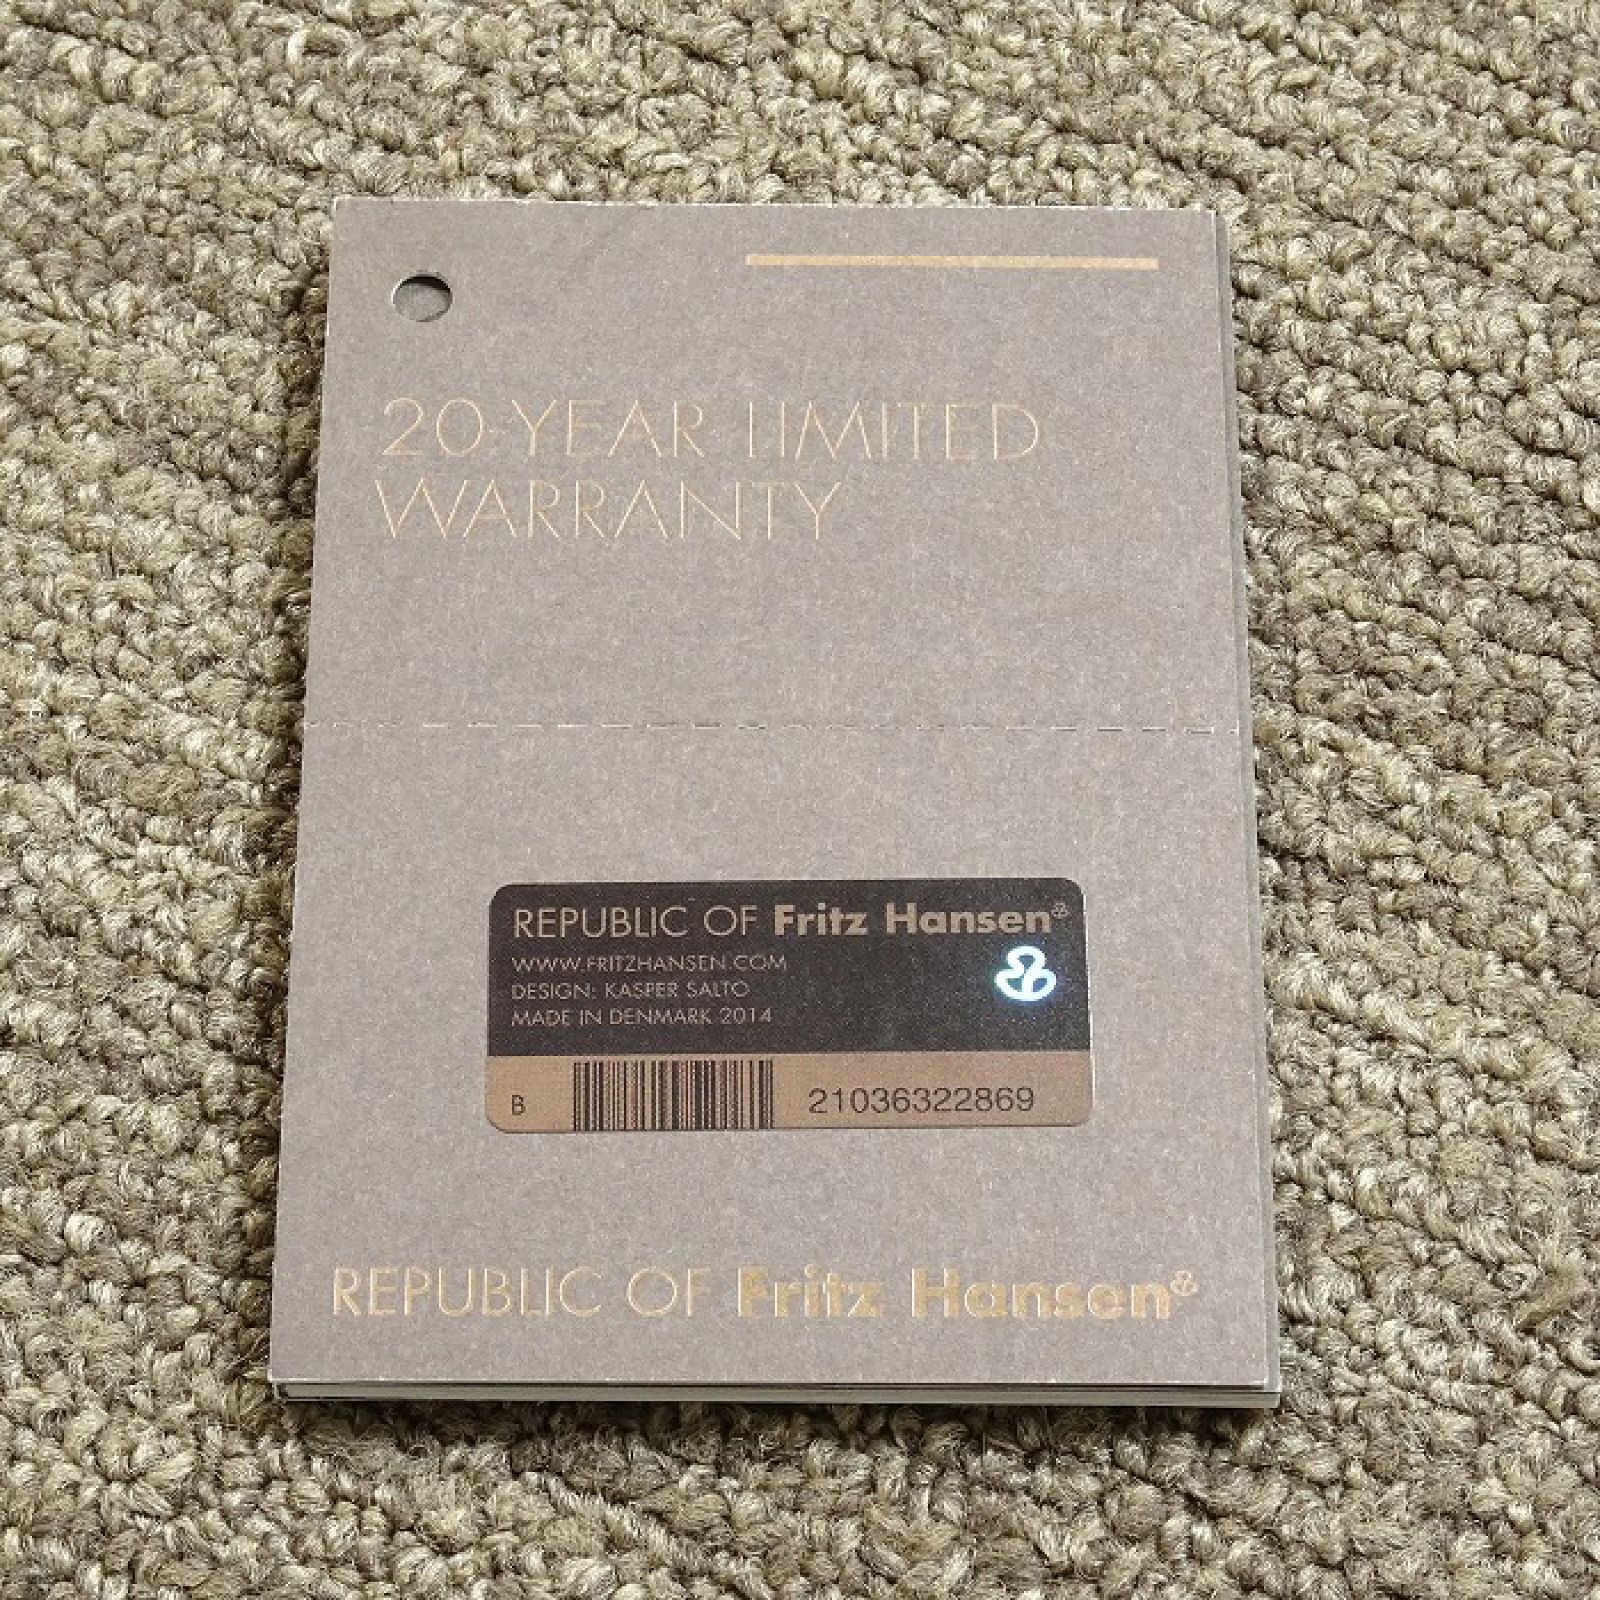 20-YEAR LIMITED
WARRANTY
REPUBLIC OF Fritz Hansen
WWW.FRITZHANSEN.COM
DESIGN: KASPER SALTO
MADE IN DENMARK 2014
B 21036322869
REPUBLIC OF Fritz Hansen